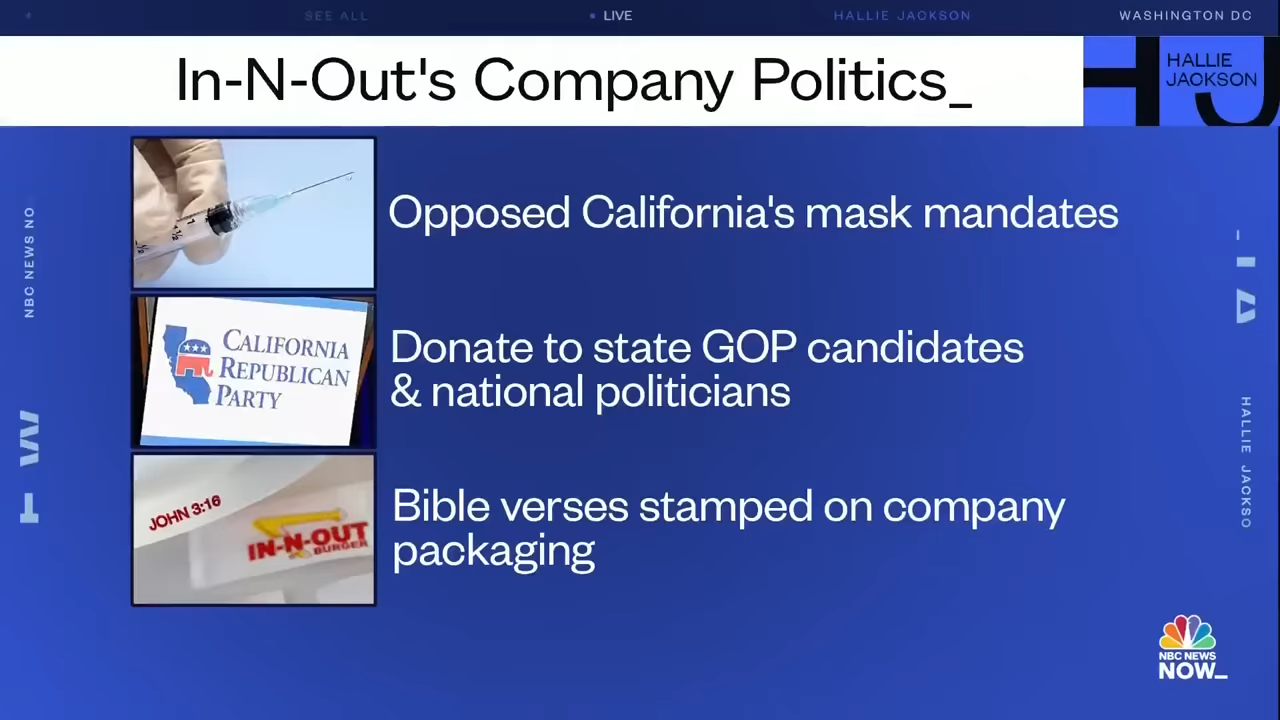 SEE ALL
LIVE
HALLIE JACKSON
WASHINGTON DC
In-N-Out's Company Politics_
HALLIE
JACKSON
HJ
Opposed California's mask mandates
CALIFORNIA
REPUBLICAN
PARTY
Donate to state GOP candidates
& national politicians
JOHN 3:16
IN-N-OUT
BURGER
Bible verses stamped on company
packaging
NBC NEWS NO
HALLIE JACKSO
NBC NEWS
NOW_